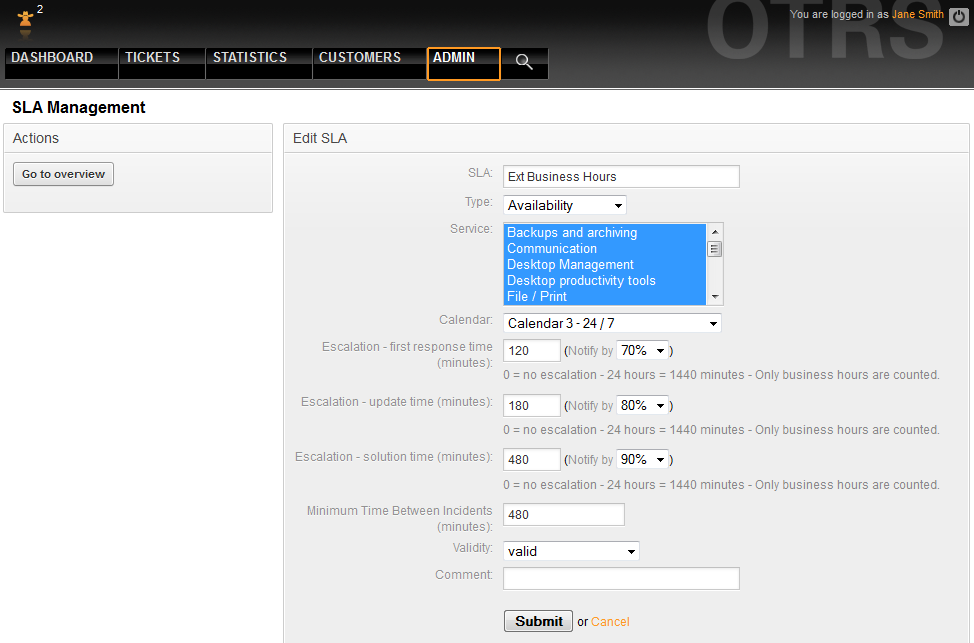 2
You are logged in as Jane Smith
OTRS
DASHBOARD TICKETS STATISTICS CUSTOMERS ADMIN
SLA Management
Actions
Go to overview
Edit SLA
SLA: Ext Business Hours
Type: Availability
Service: Backups and archiving
Communication
Desktop Management
Desktop productivity tools
File / Print
Calendar: Calendar 3 - 24 / 7
Escalation - first response time (minutes): 120 (Notify by 70% )
0 = no escalation - 24 hours = 1440 minutes - Only business hours are counted.
Escalation - update time (minutes): 180 (Notify by 80% )
0 = no escalation - 24 hours = 1440 minutes - Only business hours are counted.
Escalation - solution time (minutes): 480 (Notify by 90% )
0 = no escalation - 24 hours = 1440 minutes - Only business hours are counted.
Minimum Time Between Incidents (minutes): 480
Validity: valid
Comment:
Submit or Cancel